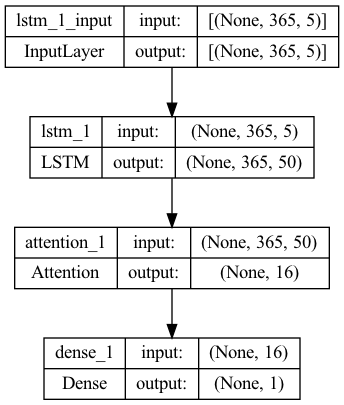 lstm_1_input input: [(None, 365, 5)]
InputLayer output: [(None, 365, 5)]
lstm_1 input: (None, 365, 5)
LSTM output: (None, 365, 50)
attention_1 input: (None, 365, 50)
Attention output: (None, 16)
dense_1 input: (None, 16)
Dense output: (None, 1)